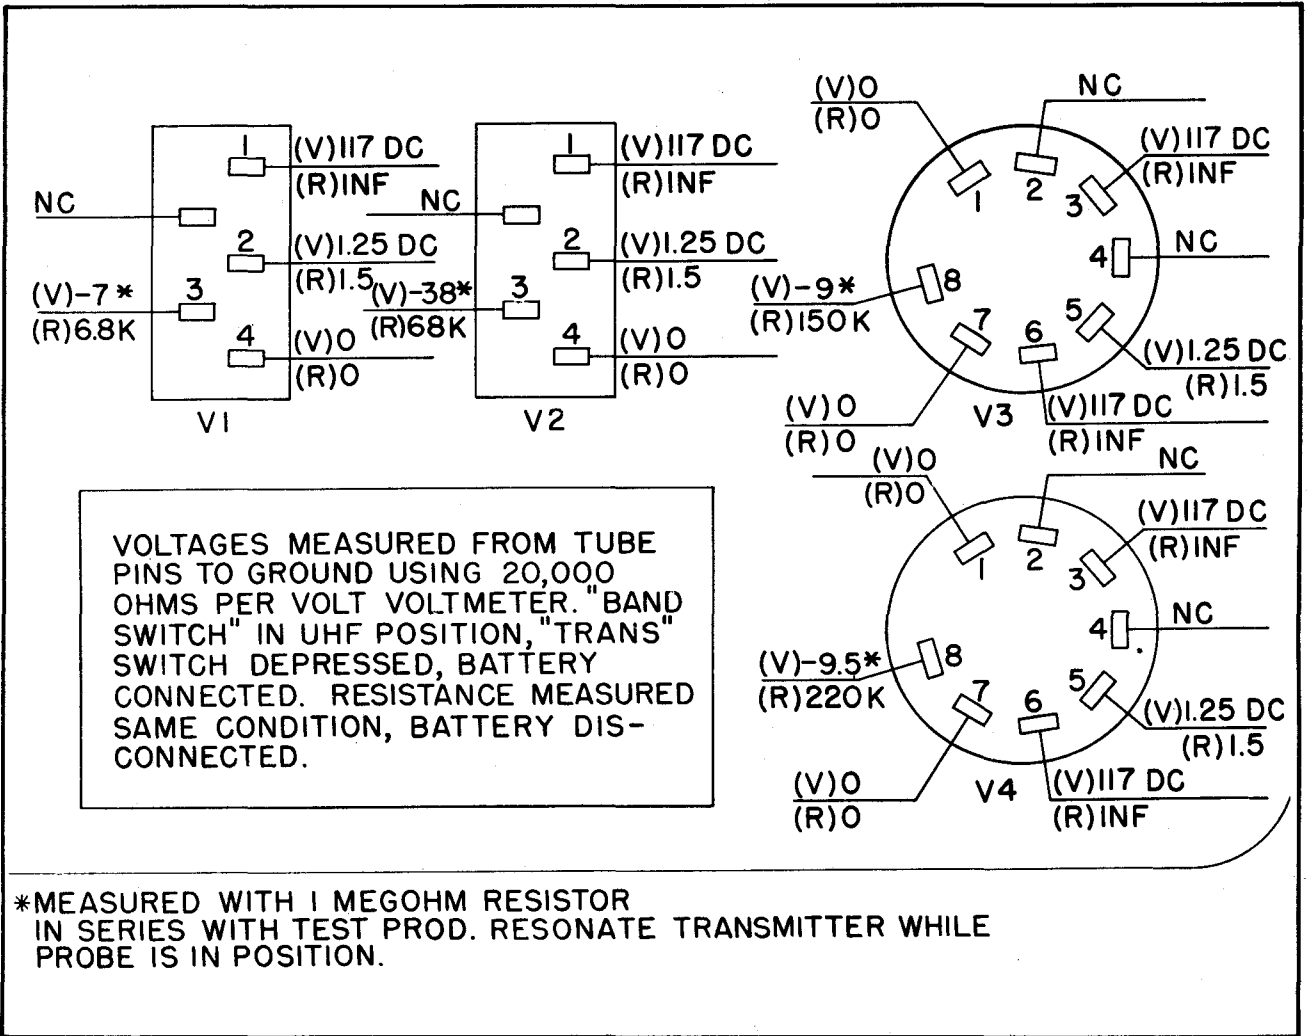 1
(V)117 DC
(R)INF
NC
2
(V)1.25 DC
(R)1.5
(V)-7*
(R)6.8K
3
4
(V)0
(R)0
V1
1
(V)117 DC
(R)INF
NC
2
(V)1.25 DC
(R)1.5
(V)-38*
(R)68K
3
4
(V)0
(R)0
V2
(V)0
(R)0
1
NC
2
(V)117 DC
(R)INF
3
NC
4
(V)-9*
(R)150K
8
5
(V)1.25 DC
(R)1.5
7
(V)0
(R)0
6
(V)117 DC
(R)INF
V3
(V)0
(R)0
1
NC
2
(V)117 DC
(R)INF
3
NC
4
(V)-9.5*
(R)220K
8
5
(V)1.25 DC
(R)1.5
7
(V)0
(R)0
6
(V)117 DC
(R)INF
V4
VOLTAGES MEASURED FROM TUBE
PINS TO GROUND USING 20,000
OHMS PER VOLT VOLTMETER. "BAND
SWITCH" IN UHF POSITION, "TRANS"
SWITCH DEPRESSED, BATTERY
CONNECTED. RESISTANCE MEASURED
SAME CONDITION, BATTERY DIS-
CONNECTED.
*MEASURED WITH 1 MEGOHM RESISTOR
IN SERIES WITH TEST PROD. RESONATE TRANSMITTER WHILE
PROBE IS IN POSITION.